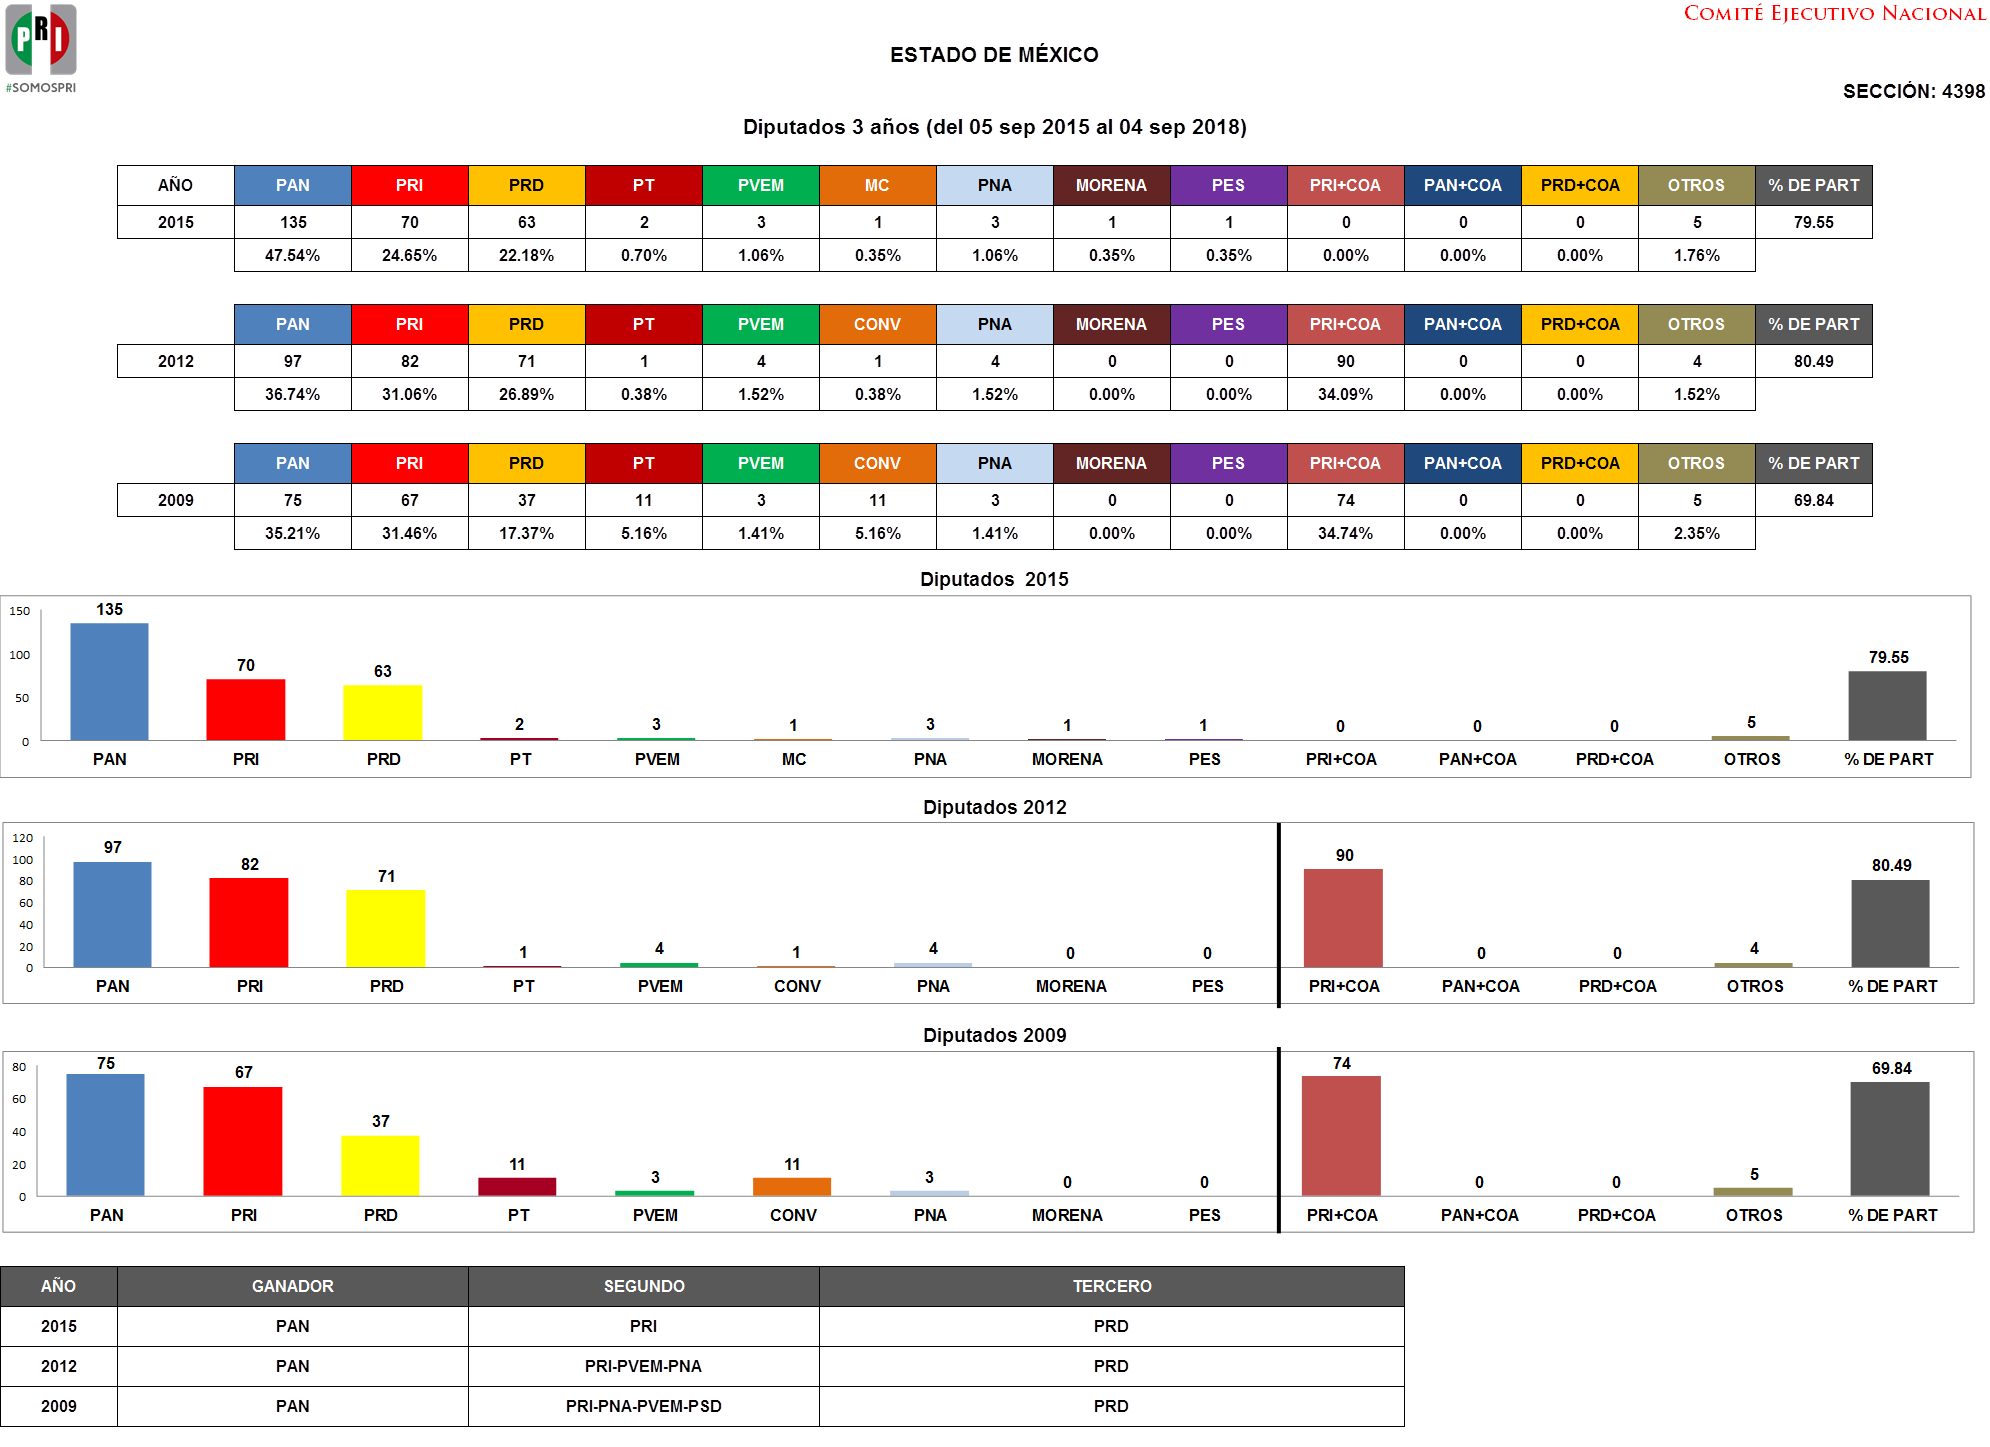 PRI
#SOMOSPRI
COMITÉ EJECUTIVO NACIONAL
ESTADO DE MÉXICO
SECCIÓN: 4398
Diputados 3 años (del 05 sep 2015 al 04 sep 2018)
AÑO PAN PRI PRD PT PVEM MC PNA MORENA PES PRI+COA PAN+COA PRD+COA OTROS % DE PART
2015 135 70 63 2 3 1 3 1 1 0 0 0 5 79.55
47.54% 24.65% 22.18% 0.70% 1.06% 0.35% 1.06% 0.35% 0.35% 0.00% 0.00% 0.00% 1.76%
PAN PRI PRD PT PVEM CONV PNA MORENA PES PRI+COA PAN+COA PRD+COA OTROS % DE PART
2012 97 82 71 1 4 1 4 0 0 90 0 0 4 80.49
36.74% 31.06% 26.89% 0.38% 1.52% 0.38% 1.52% 0.00% 0.00% 34.09% 0.00% 0.00% 1.52%
PAN PRI PRD PT PVEM CONV PNA MORENA PES PRI+COA PAN+COA PRD+COA OTROS % DE PART
2009 75 67 37 11 3 11 3 0 0 74 0 0 5 69.84
35.21% 31.46% 17.37% 5.16% 1.41% 5.16% 1.41% 0.00% 0.00% 34.74% 0.00% 0.00% 2.35%
Diputados 2015
150
100
50
0
135 70 63 2 3 1 3 1 1 0 0 0 5 79.55
PAN PRI PRD PT PVEM MC PNA MORENA PES PRI+COA PAN+COA PRD+COA OTROS % DE PART
Diputados 2012
120
100
80
60
40
20
0
97 82 71 1 4 1 4 0 0 90 0 0 4 80.49
PAN PRI PRD PT PVEM CONV PNA MORENA PES PRI+COA PAN+COA PRD+COA OTROS % DE PART
Diputados 2009
80
60
40
20
0
75 67 37 11 3 11 3 0 0 74 0 0 5 69.84
PAN PRI PRD PT PVEM CONV PNA MORENA PES PRI+COA PAN+COA PRD+COA OTROS % DE PART
AÑO GANADOR SEGUNDO TERCERO
2015 PAN PRI PRD
2012 PAN PRI-PVEM-PNA PRD
2009 PAN PRI-PNA-PVEM-PSD PRD